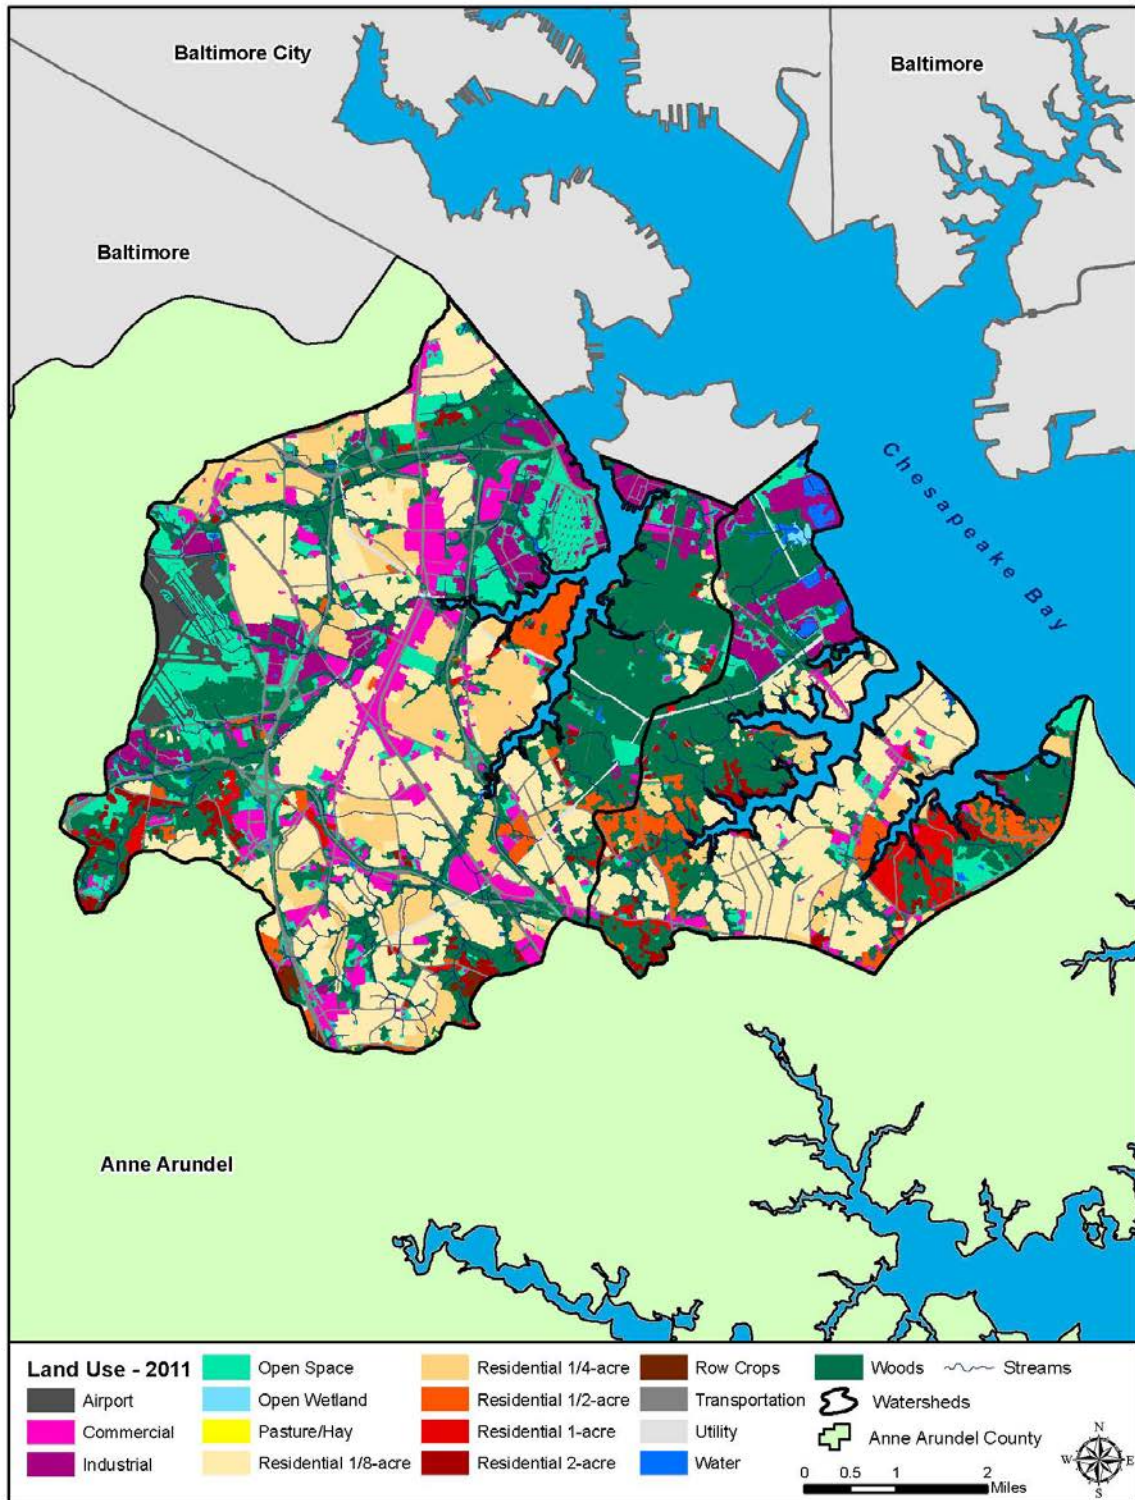 Baltimore City
Baltimore
Baltimore
Chesapeake Bay
Anne Arundel
Land Use - 2011
Airport
Commercial
Industrial
Open Space
Open Wetland
Pasture/Hay
Residential 1/8-acre
Residential 1/4-acre
Residential 1/2-acre
Residential 1-acre
Residential 2-acre
Row Crops
Transportation
Utility
Water
Woods
Streams
Watersheds
Anne Arundel County
0 0.5 1 2
Miles
N
W E
S